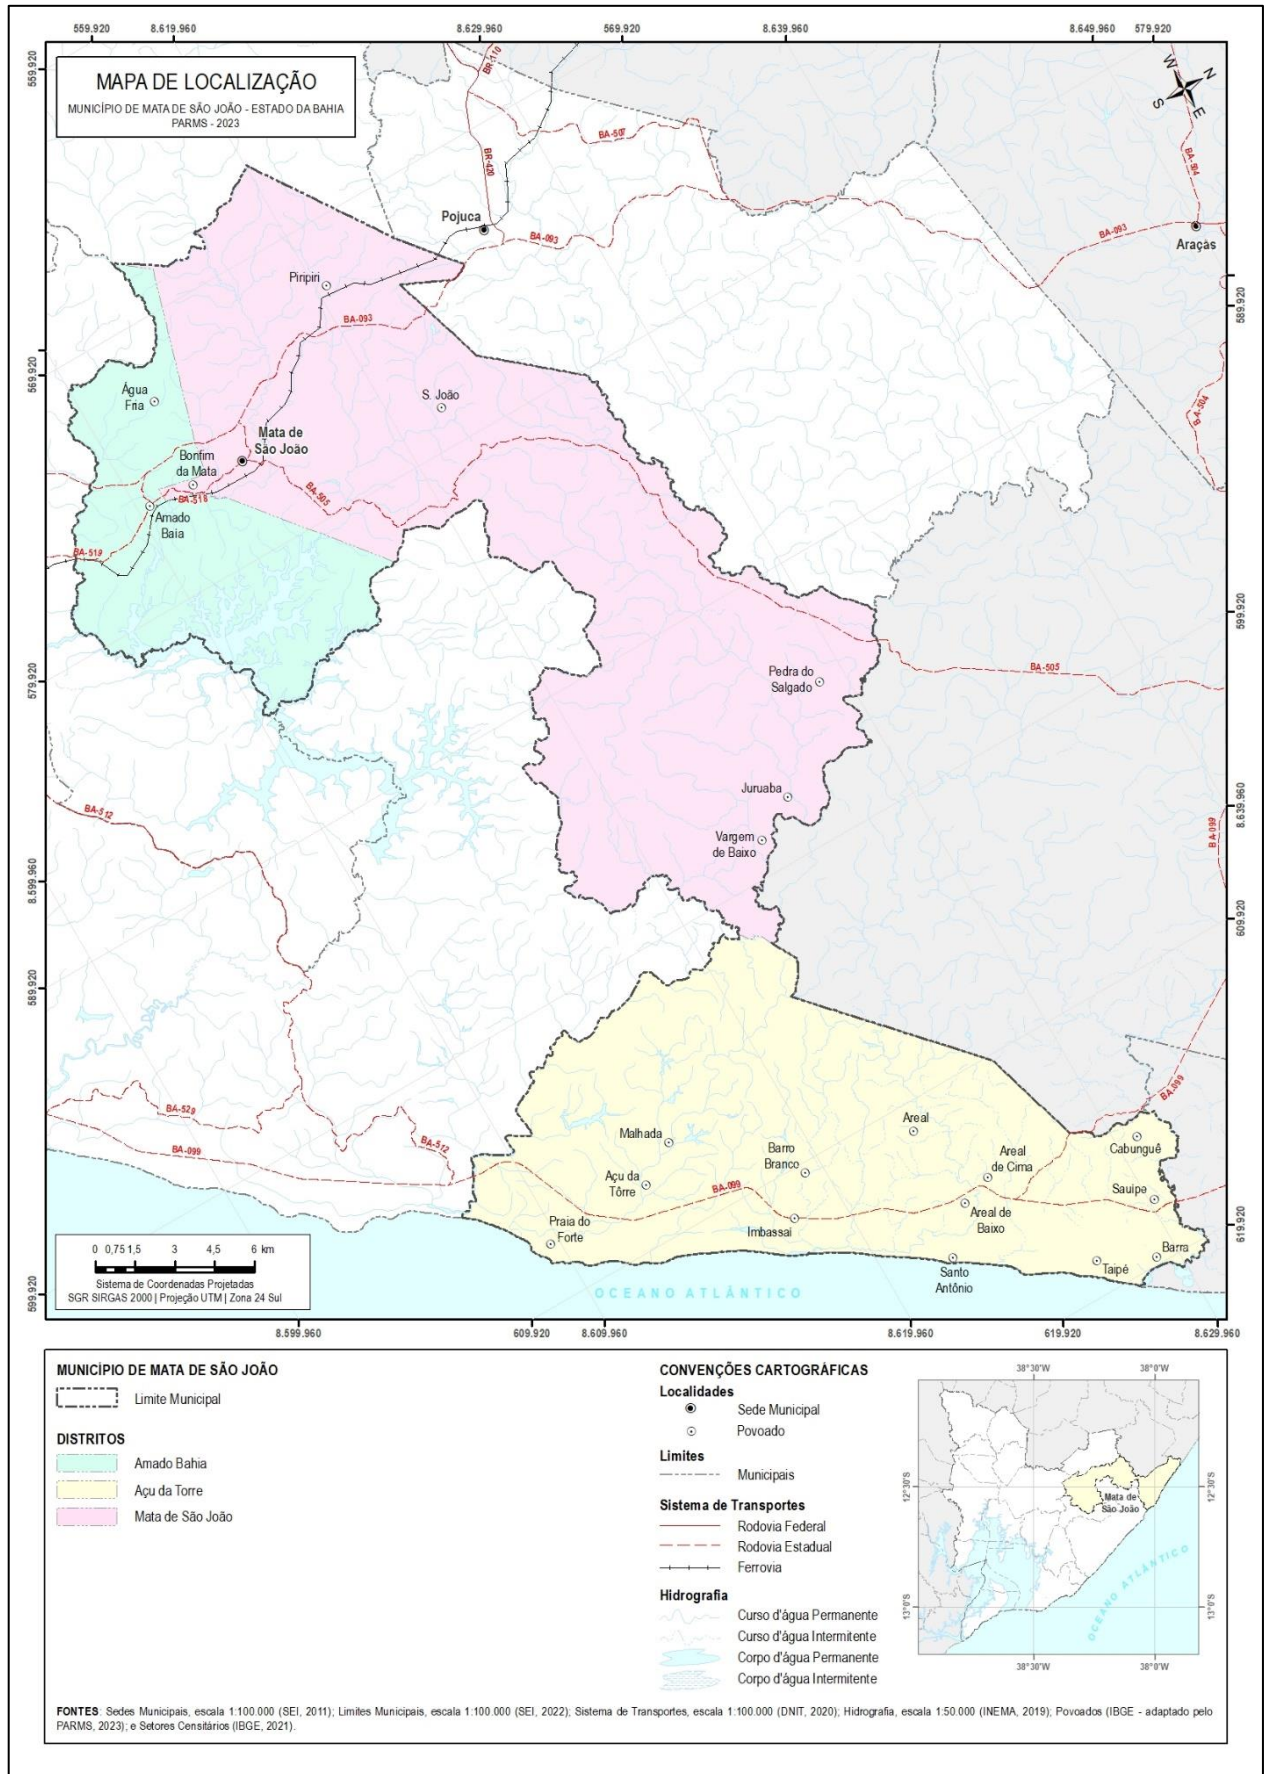 559.920
8.619.960
8.629.960
569.920
8.639.960
8.649.960
579.920
559.920
MAPA DE LOCALIZAÇÃO
MUNICÍPIO DE MATA DE SÃO JOÃO - ESTADO DA BAHIA
PARMS - 2023
N
W
E
S
BR-110
BA-507
BR-420
BA-504
Pojuca
BA-093
BA-093
Araçás
Piripiri
BA-093
589.920
569.920
Água
Fria
S. João
BA-504
Mata de
São João
Bonfim
da Mata
BA-518
BA-505
Amado
Baia
BA-519
599.920
BA-505
Pedra do
Salgado
579.920
Juruaba
BA-512
8.639.960
BA-099
Vargem
de Baixo
8.599.960
609.920
589.920
BA-099
BA-529
BA-512
BA-099
Malhada
Areal
Cabunguê
Barro
Branco
Areal
de Cima
Açu da
Tôrre
BA-099
Sauipe
Praia do
Forte
Imbassaí
Areal de
Baixo
619.920
Barra
Santo
Antônio
Taipé
0 0,75 1,5 3 4,5 6 km
Sistema de Coordenadas Projetadas
SGR SIRGAS 2000 | Projeção UTM | Zona 24 Sul
OCEANO ATLÂNTICO
599.920
8.599.960
609.920
8.609.960
8.619.960
619.920
8.629.960
MUNICÍPIO DE MATA DE SÃO JOÃO
Limite Municipal
DISTRITOS
Amado Bahia
Açu da Torre
Mata de São João
CONVENÇÕES CARTOGRÁFICAS
Localidades
Sede Municipal
Povoado
Limites
Municipais
Sistema de Transportes
Rodovia Federal
Rodovia Estadual
Ferrovia
Hidrografia
Curso d'água Permanente
Curso d'água Intermitente
Corpo d'água Permanente
Corpo d'água Intermitente
38°30'W
38°0'W
12°30'S
12°30'S
Mata de
São João
OCEANO ATLÂNTICO
13°0'S
13°0'S
38°30'W
38°0'W
FONTES: Sedes Municipais, escala 1:100.000 (SEI, 2011); Limites Municipais, escala 1:100.000 (SEI, 2022); Sistema de Transportes, escala 1:100.000 (DNIT, 2020); Hidrografia, escala 1:50.000 (INEMA, 2019); Povoados (IBGE - adaptado pelo
PARMS, 2023); e Setores Censitários (IBGE, 2021).